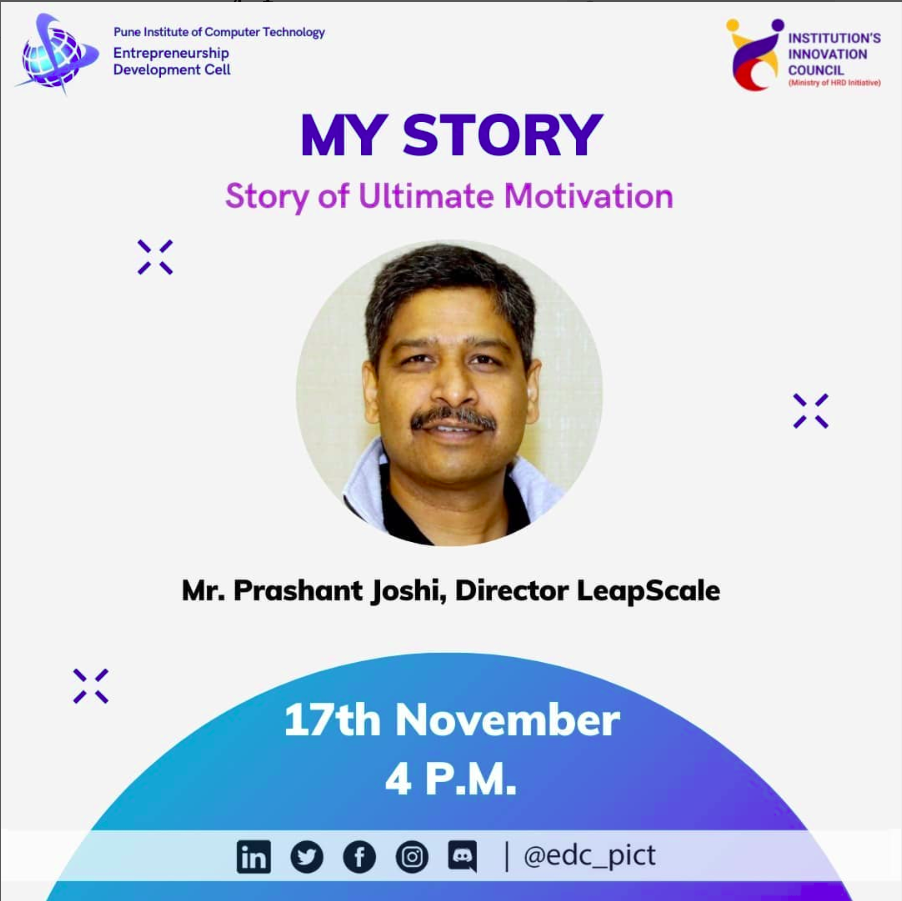 Pune Institute of Computer Technology
Entrepreneurship
Development Cell
INSTITUTION'S
INNOVATION
COUNCIL
(Ministry of HRD Initiative)
MY STORY
Story of Ultimate Motivation
Mr. Prashant Joshi, Director LeapScale
17th November
4 P.M.
in f | @edc_pict